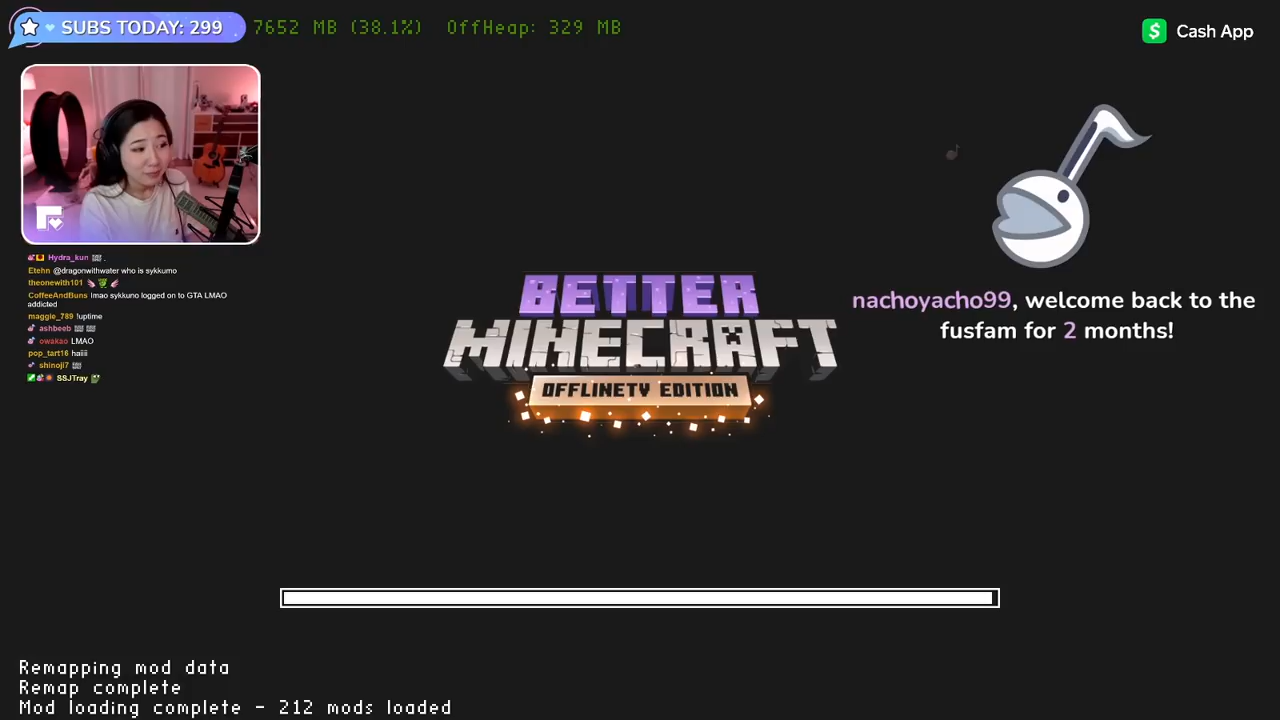 SUBS TODAY: 299
7652 MB (38.1%) OffHeap: 329 MB
$ Cash App
Hydra_kun .
Etehn @dragonwithwater who is sykkumo
theonewith101
CoffeeAndBuns lmao sykkuno logged on to GTA LMAO
addicted
maggie_789 !uptime
ashbeeb
owakao LMAO
pop_tart16 haiiii
shinoji7
SSJTray
BETTER
MINECRAFT
OFFLINETV EDITION
nachoyacho99, welcome back to the
fusfam for 2 months!
Remapping mod data
Remap complete
Mod loading complete - 212 mods loaded